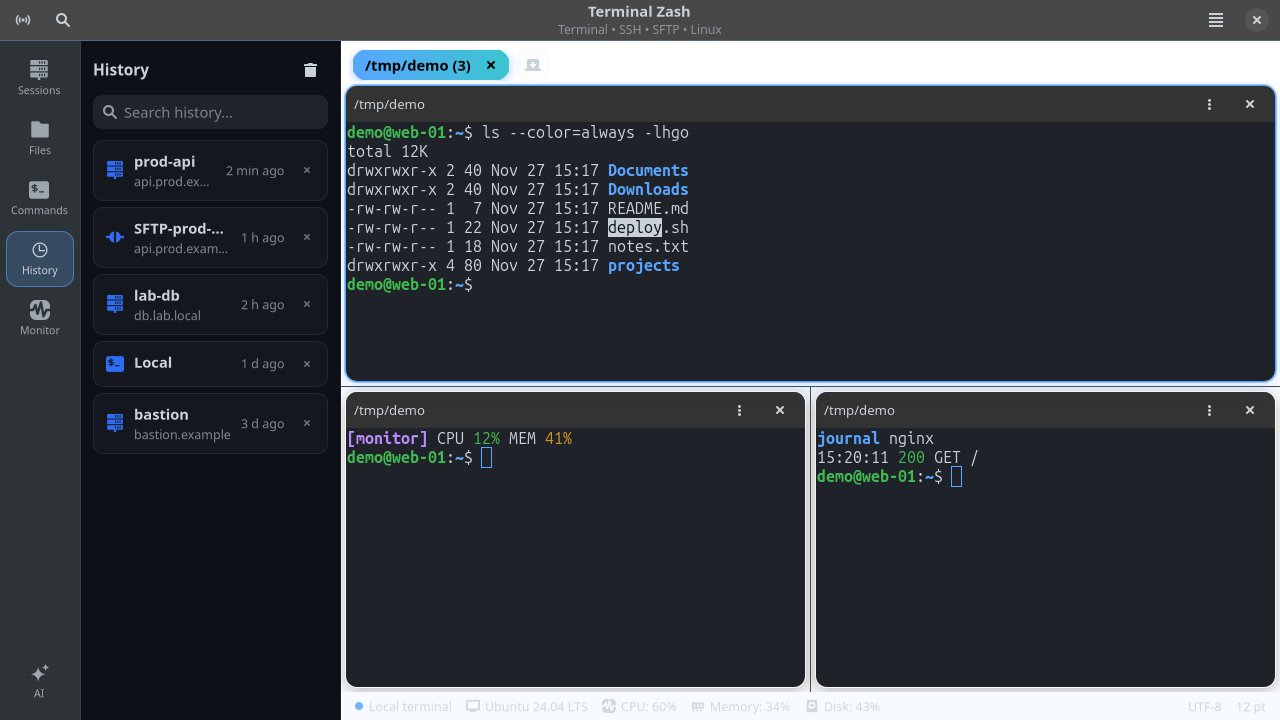 Terminal Zash
Terminal • SSH • SFTP • Linux
Sessions
Files
Commands
History
Monitor
AI
History
Search history...
prod-api
api.prod.ex...
2 min ago
SFTP-prod-...
api.prod.exam...
1 h ago
lab-db
db.lab.local
2 h ago
Local
1 d ago
bastion
bastion.example
3 d ago
/tmp/demo (3)
/tmp/demo
demo@web-01:~$ ls --color=always -lhgo
total 12K
drwxrwxr-x 2 40 Nov 27 15:17 Documents
drwxrwxr-x 2 40 Nov 27 15:17 Downloads
-rw-rw-r-- 1  7 Nov 27 15:17 README.md
-rw-rw-r-- 1 22 Nov 27 15:17 deploy.sh
-rw-rw-r-- 1 18 Nov 27 15:17 notes.txt
drwxrwxr-x 4 80 Nov 27 15:17 projects
demo@web-01:~$
/tmp/demo
[monitor] CPU 12% MEM 41%
demo@web-01:~$
/tmp/demo
journal nginx
15:20:11 200 GET /
demo@web-01:~$
Local terminal Ubuntu 24.04 LTS CPU: 60% Memory: 34% Disk: 43% UTF-8 12 pt